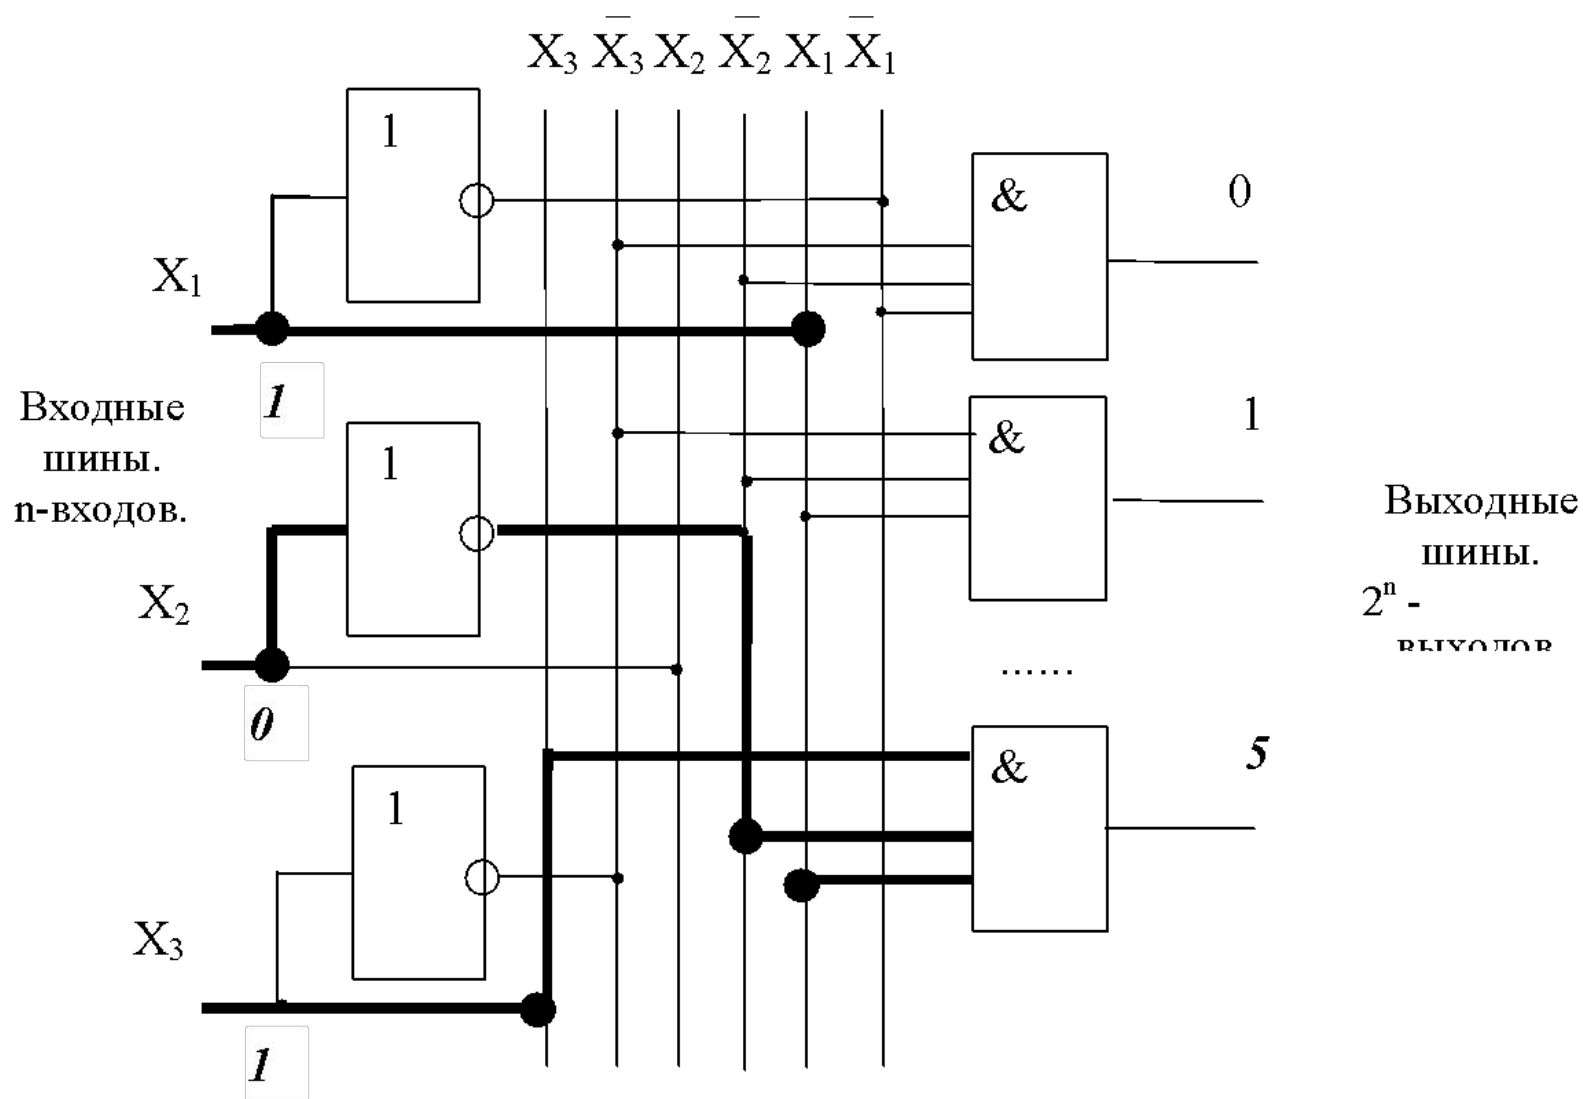 X₃ X̅₃ X₂ X̅₂ X₁ X̅₁
1
&
0
X₁
1
Входные
шины.
n-входов.
1
&
1
Выходные
шины.
2ⁿ -
X₂
0
......
1
&
5
X₃
1